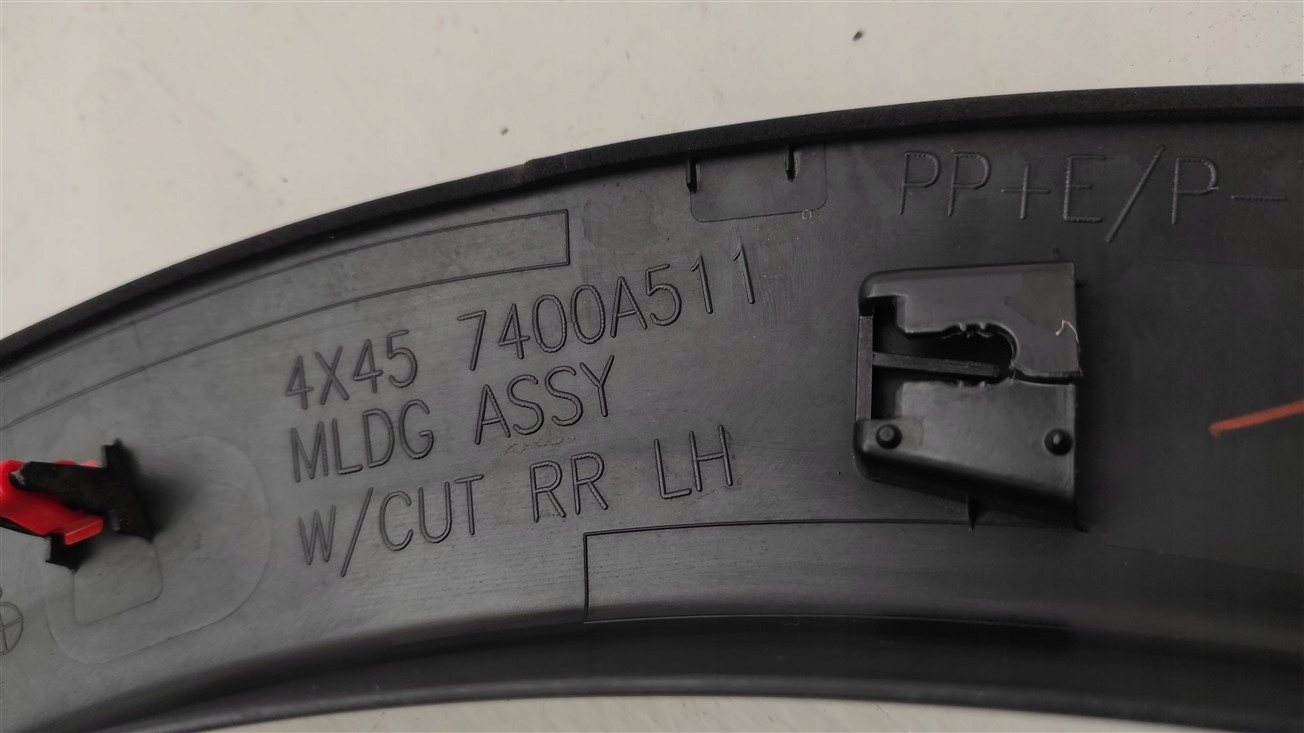 PP+E/P-
4X45 7400A511
MLDG ASSY
W/CUT RR LH